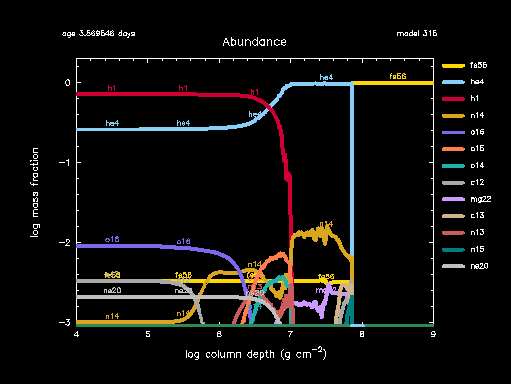 age 3.869646 days
model 316
Abundance
log mass fraction
0
−1
−2
−3
4
5
6
7
8
9
log column depth (g cm⁻²)
h1
h1
h1
he4
he4
he4
he4
fe56
o16
o16
fe56
fe56
ne20
n14
n14
n14
n14
fe56
he4
h1
n14
o16
o15
o14
c12
mg22
c13
n13
n15
ne20